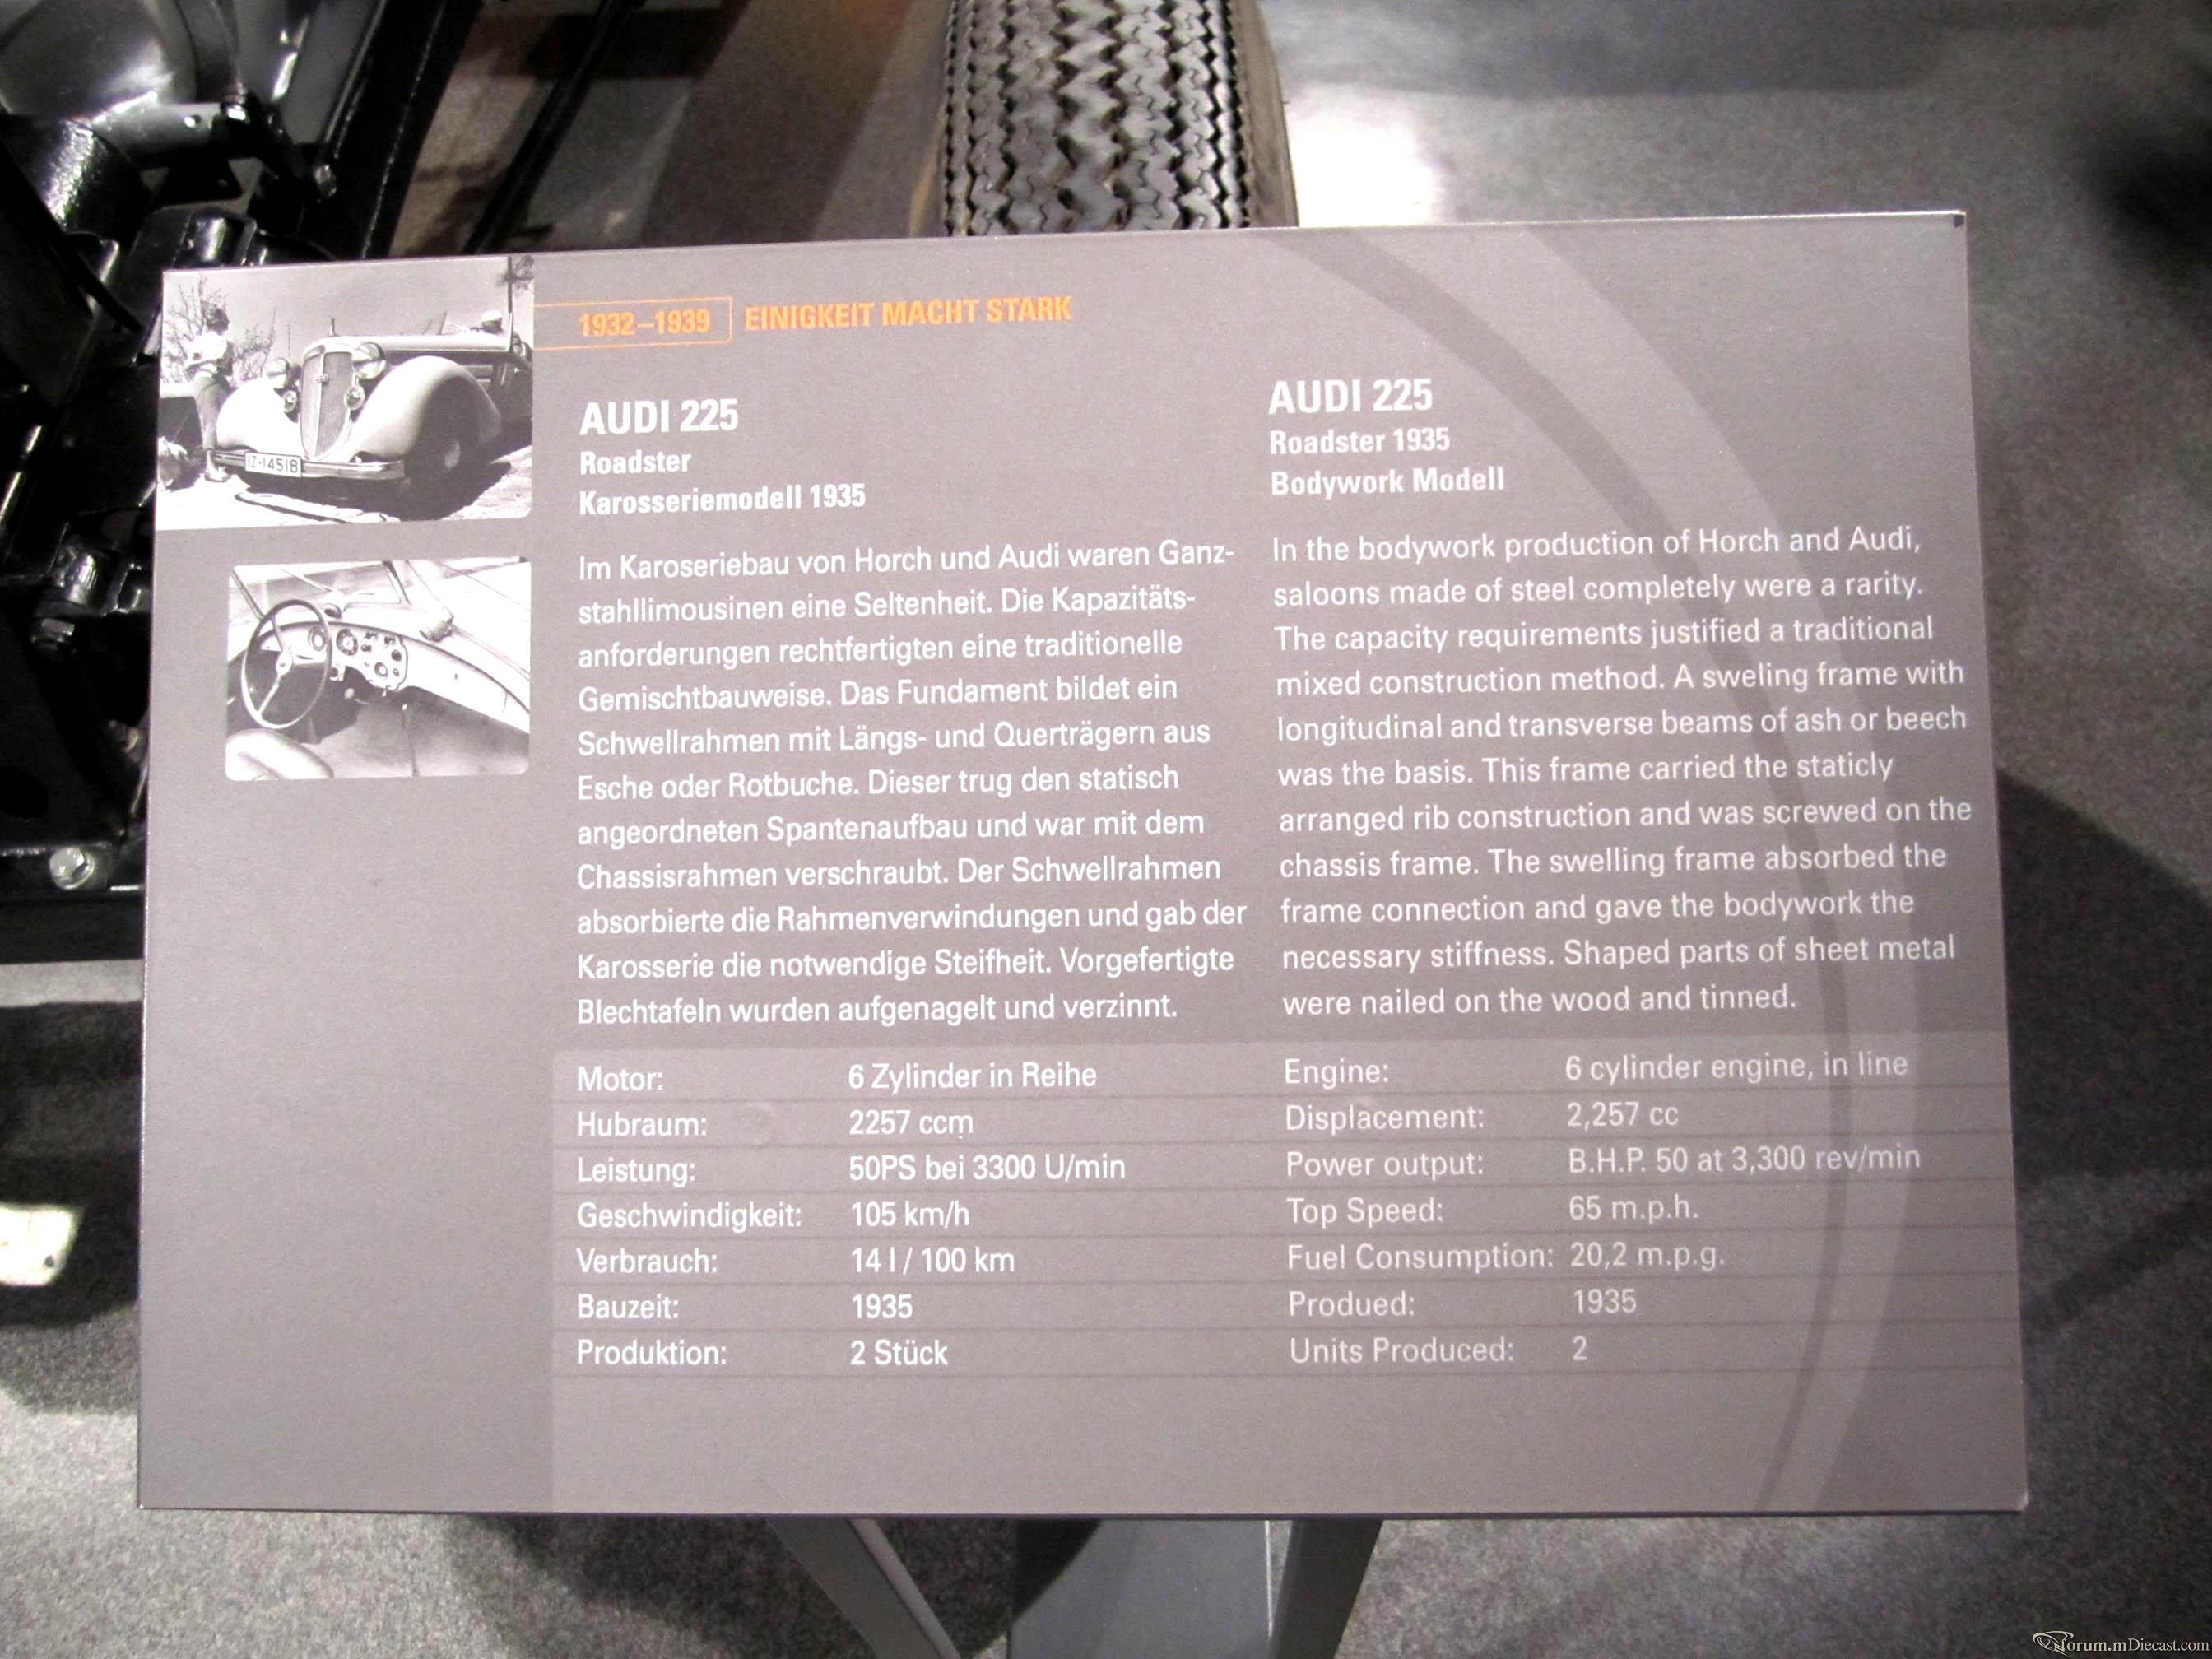 1932–1939 EINIGKEIT MACHT STARK
AUDI 225
Roadster
Karosseriemodell 1935
Im Karoseriebau von Horch und Audi waren Ganz-
stahllimousinen eine Seltenheit. Die Kapazitäts-
anforderungen rechtfertigten eine traditionelle
Gemischtbauweise. Das Fundament bildet ein
Schwellrahmen mit Längs- und Querträgern aus
Esche oder Rotbuche. Dieser trug den statisch
angeordneten Spantenaufbau und war mit dem
Chassisrahmen verschraubt. Der Schwellrahmen
absorbierte die Rahmenverwindungen und gab der
Karosserie die notwendige Steifheit. Vorgefertigte
Blechtafeln wurden aufgenagelt und verzinnt.
Motor: 6 Zylinder in Reihe
Hubraum: 2257 ccm
Leistung: 50PS bei 3300 U/min
Geschwindigkeit: 105 km/h
Verbrauch: 14 l / 100 km
Bauzeit: 1935
Produktion: 2 Stück
AUDI 225
Roadster 1935
Bodywork Modell
In the bodywork production of Horch and Audi,
saloons made of steel completely were a rarity.
The capacity requirements justified a traditional
mixed construction method. A sweling frame with
longitudinal and transverse beams of ash or beech
was the basis. This frame carried the staticly
arranged rib construction and was screwed on the
chassis frame. The swelling frame absorbed the
frame connection and gave the bodywork the
necessary stiffness. Shaped parts of sheet metal
were nailed on the wood and tinned.
Engine: 6 cylinder engine, in line
Displacement: 2,257 cc
Power output: B.H.P. 50 at 3,300 rev/min
Top Speed: 65 m.p.h.
Fuel Consumption: 20,2 m.p.g.
Produed: 1935
Units Produced: 2
IZ-14518
forum.mDiecast.com